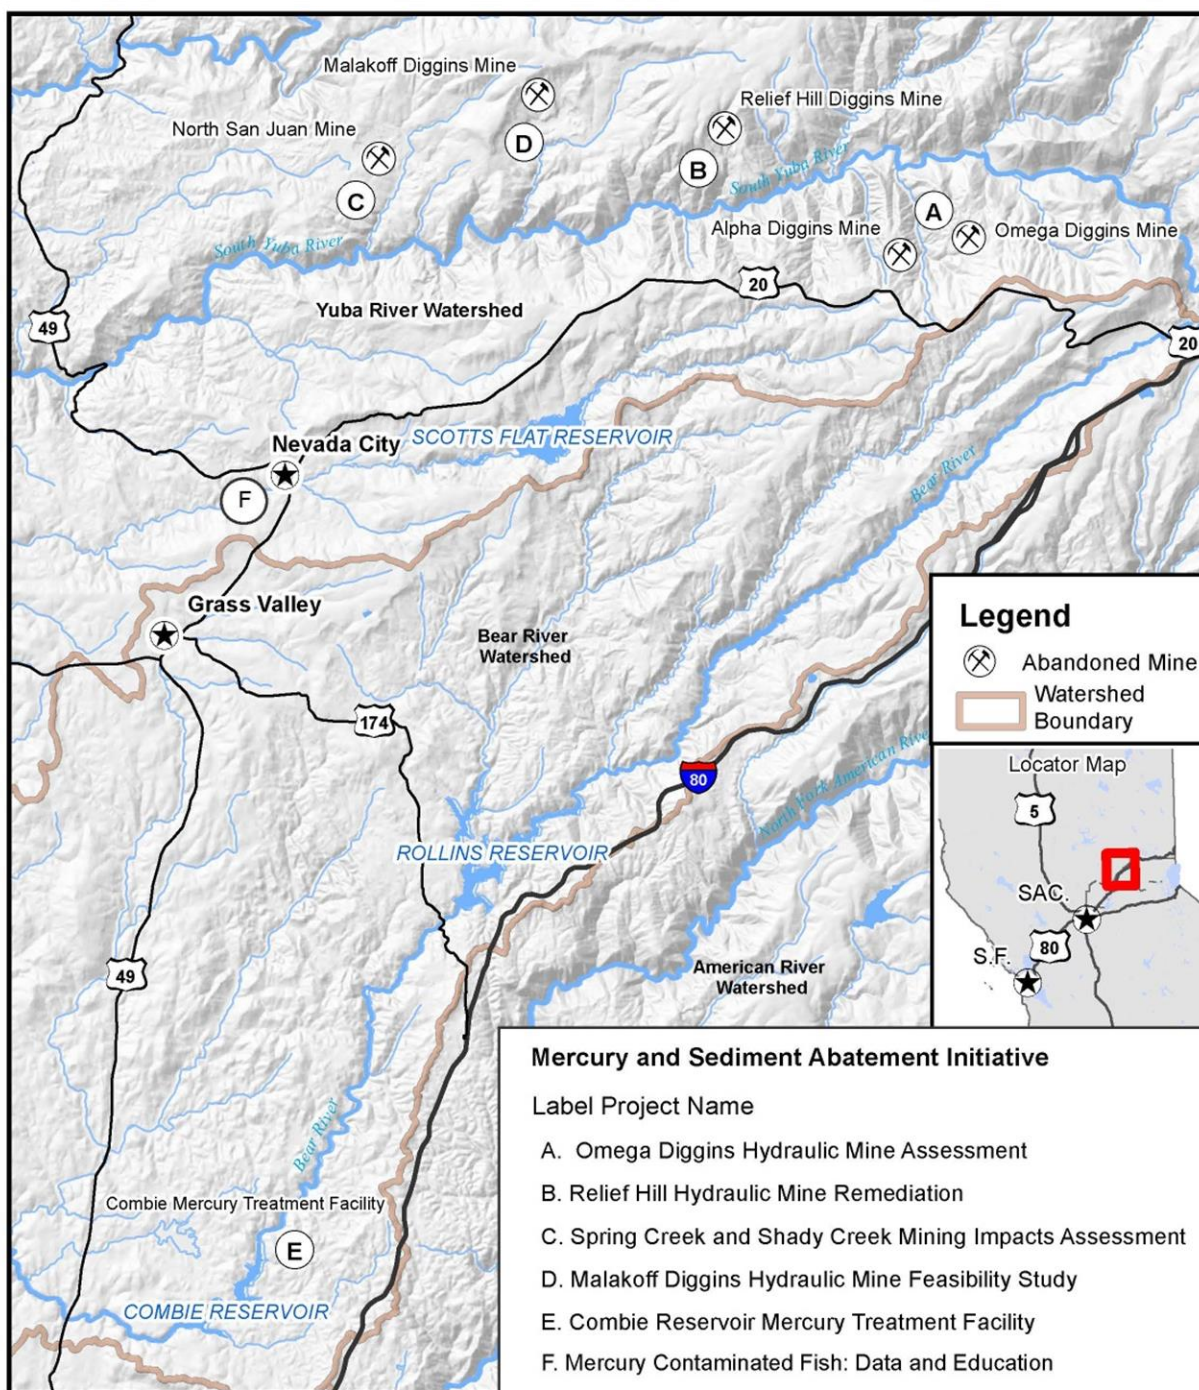 Malakoff Diggins Mine
Relief Hill Diggins Mine
North San Juan Mine
D
B
South Yuba River
C
A
Alpha Diggins Mine
Omega Diggins Mine
South Yuba River
20
Yuba River Watershed
49
20
Nevada City
SCOTTS FLAT RESERVOIR
Bear River
F
Grass Valley
Legend
Bear River
Watershed
Abandoned Mine
Watershed
Boundary
174
North Fork American River
80
Locator Map
5
ROLLINS RESERVOIR
SAC.
80
S.F.
49
American River
Watershed
Mercury and Sediment Abatement Initiative
Label Project Name
Bear River
A. Omega Diggins Hydraulic Mine Assessment
B. Relief Hill Hydraulic Mine Remediation
Combie Mercury Treatment Facility
C. Spring Creek and Shady Creek Mining Impacts Assessment
E
D. Malakoff Diggins Hydraulic Mine Feasibility Study
COMBIE RESERVOIR
E. Combie Reservoir Mercury Treatment Facility
F. Mercury Contaminated Fish: Data and Education